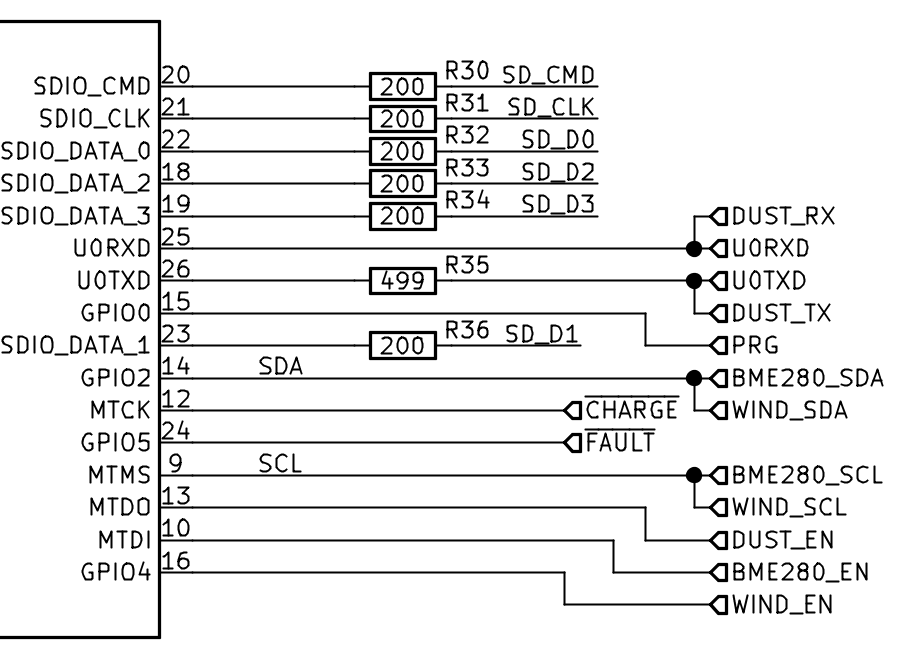 SDIO_CMD 20 200 R30 SD_CMD
SDIO_CLK 21 200 R31 SD_CLK
SDIO_DATA_0 22 200 R32 SD_D0
SDIO_DATA_2 18 200 R33 SD_D2
SDIO_DATA_3 19 200 R34 SD_D3 DUST_RX
U0RXD 25 U0RXD
U0TXD 26 499 R35 U0TXD
GPIO0 15 DUST_TX
SDIO_DATA_1 23 200 R36 SD_D1 PRG
GPIO2 14 SDA BME280_SDA
MTCK 12 CHARGE WIND_SDA
GPIO5 24 FAULT
MTMS 9 SCL BME280_SCL
MTDO 13 WIND_SCL
MTDI 10 DUST_EN
GPIO4 16 BME280_EN
WIND_EN